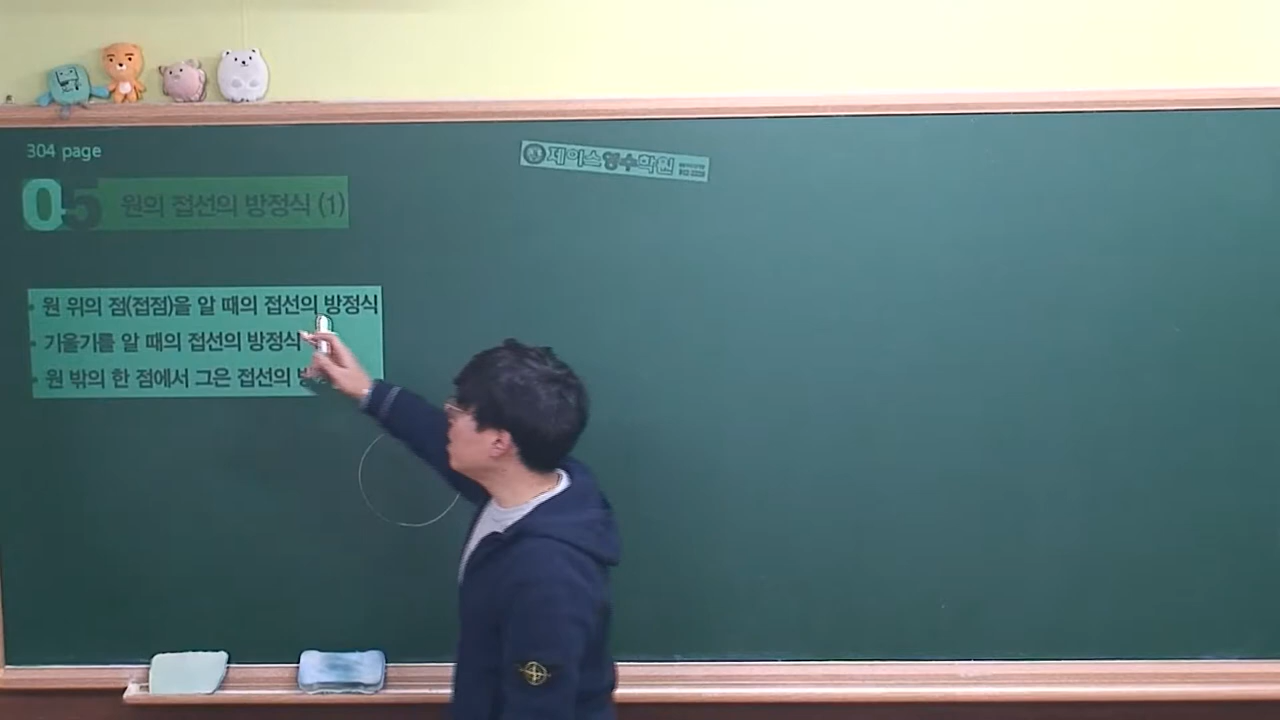 304 page
제이스영수학원
05 원의 접선의 방정식 (1)
• 원 위의 점(접점)을 알 때의 접선의 방정식
• 기울기를 알 때의 접선의 방정식
• 원 밖의 한 점에서 그은 접선의